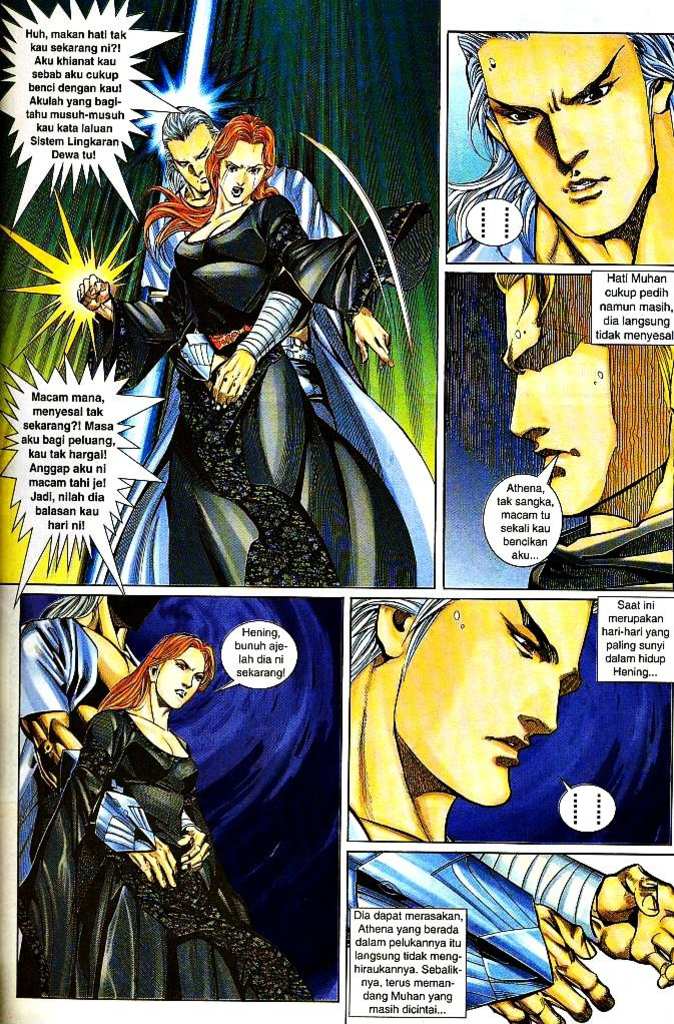 Huh, makan hati tak
kau sekarang ni?!
Aku khianat kau
sebab aku cukup
benci dengan kau!
Akulah yang bagi-
tahu musuh-musuh
kau kata laluan
Sistem Lingkaran
Dewa tu!
Macam mana,
menyesal tak
sekarang?! Masa
aku bagi peluang,
kau tak hargai!
Anggap aku ni
macam tahi je!
Jadi, nilah dia
balasan kau
hari ni!
Hati Muhan
cukup pedih
namun masih,
dia langsung
tidak menyesal
Athena,
tak sangka,
macam tu
sekali kau
bencikan
aku...
Hening,
bunuh aje-
lah dia ni
sekarang!
Saat ini
merupakan
hari-hari yang
paling sunyi
dalam hidup
Hening...
Dia dapat merasakan,
Athena yang berada
dalam pelukannya itu
langsung tidak meng-
hiraukannya. Sebalik-
nya, terus meman-
dang Muhan yang
masih dicintai...